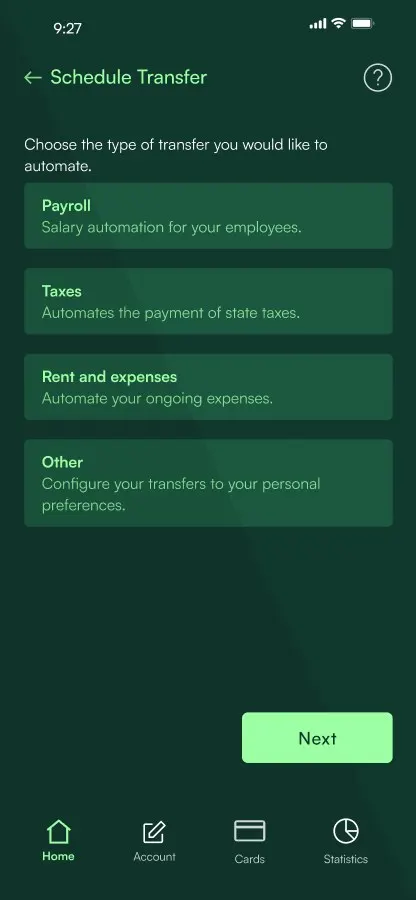 9:27
← Schedule Transfer
?
Choose the type of transfer you would like to
automate.
Payroll
Salary automation for your employees.
Taxes
Automates the payment of state taxes.
Rent and expenses
Automate your ongoing expenses.
Other
Configure your transfers to your personal
preferences.
Next
Home
Account
Cards
Statistics